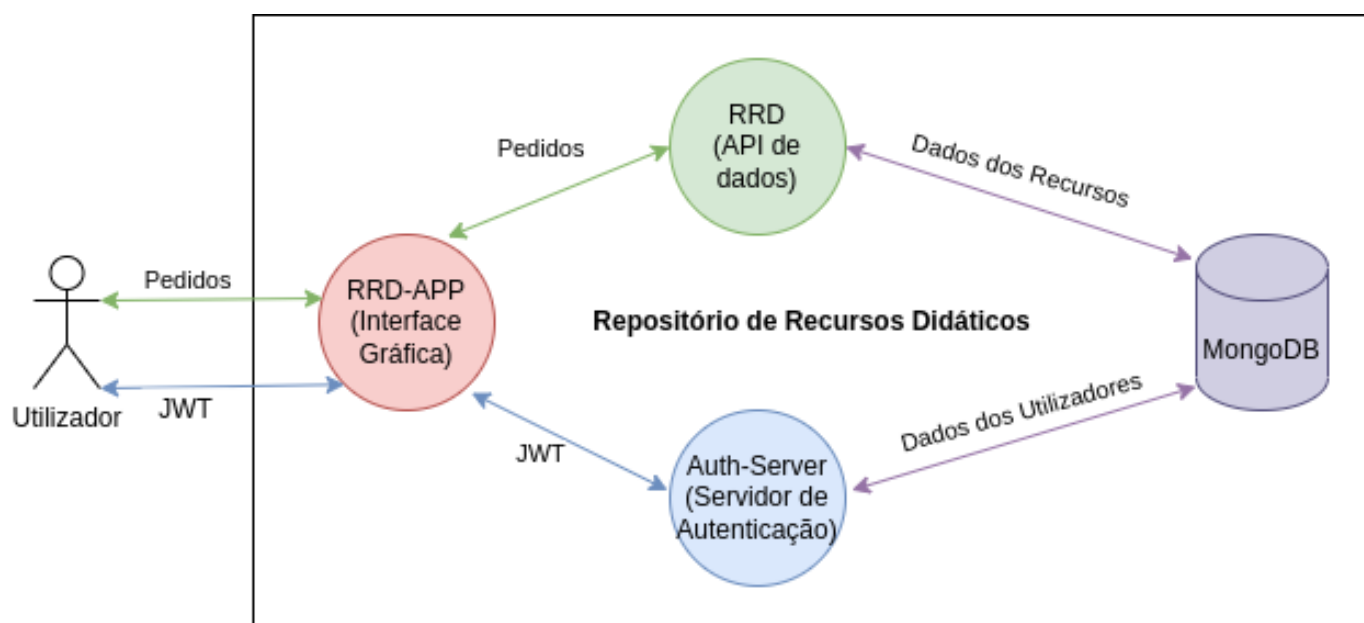 RRD
(API de
dados)
Pedidos
Dados dos Recursos
Pedidos
RRD-APP
(Interface
Gráfica)
Repositório de Recursos Didáticos
MongoDB
Utilizador
JWT
JWT
Auth-Server
(Servidor de
Autenticação)
Dados dos Utilizadores